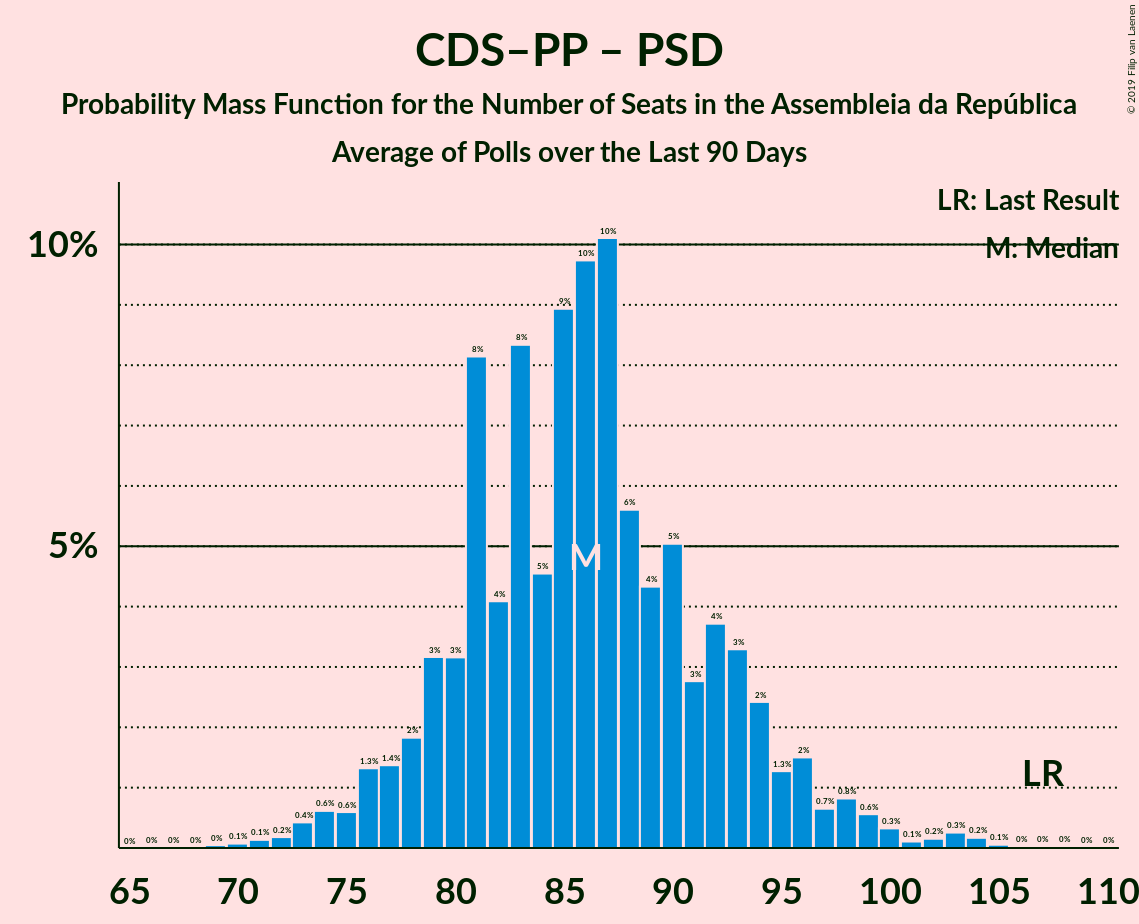 CDS–PP – PSD
Probability Mass Function for the Number of Seats in the Assembleia da República
Average of Polls over the Last 90 Days
© 2019 Filip van Laenen
LR: Last Result
M: Median
10%
5%
0% 0% 0% 0% 0% 0.1% 0.1% 0.2% 0.4% 0.6% 0.6% 1.3% 1.4% 2% 3% 3% 8% 4% 8% 5% 9% 10% 10% 6% 4% 5% 3% 4% 3% 2% 1.3% 2% 0.7% 0.8% 0.6% 0.3% 0.1% 0.2% 0.3% 0.2% 0.1% 0% 0% 0% 0% 0%
M
LR
65 70 75 80 85 90 95 100 105 110